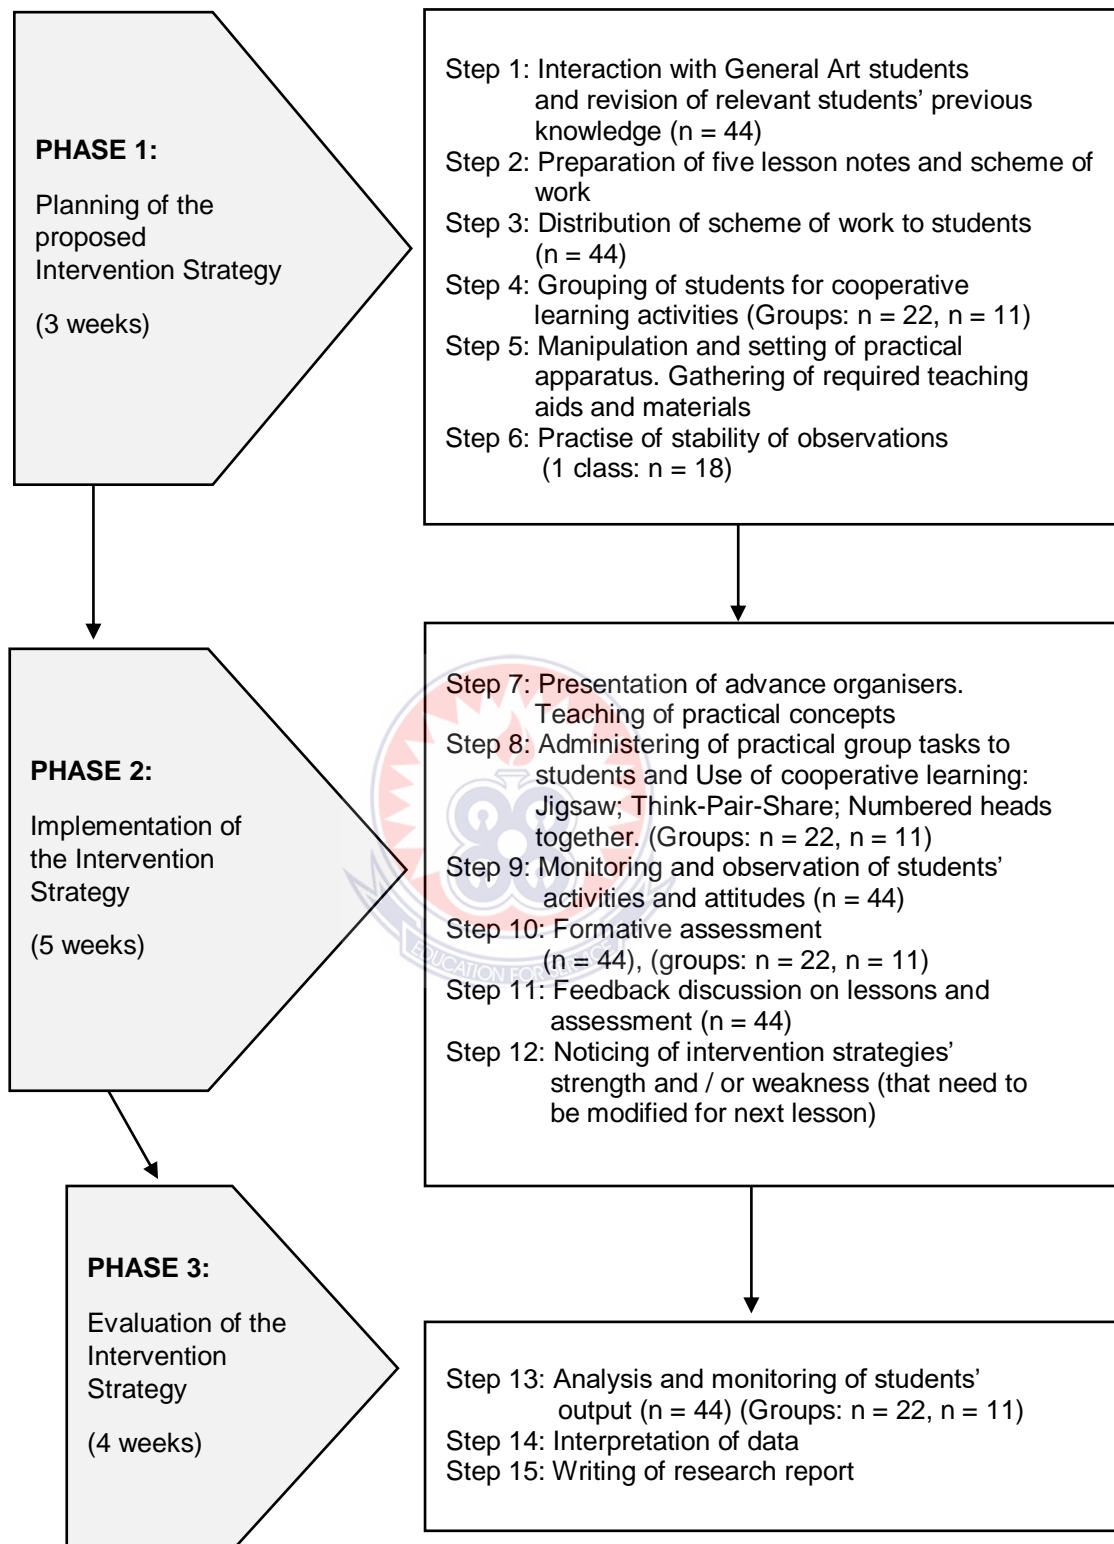 PHASE 1:
Planning of the
proposed
Intervention Strategy
(3 weeks)
Step 1: Interaction with General Art students
and revision of relevant students’ previous
knowledge (n = 44)
Step 2: Preparation of five lesson notes and scheme of
work
Step 3: Distribution of scheme of work to students
(n = 44)
Step 4: Grouping of students for cooperative
learning activities (Groups: n = 22, n = 11)
Step 5: Manipulation and setting of practical
apparatus. Gathering of required teaching
aids and materials
Step 6: Practise of stability of observations
(1 class: n = 18)
PHASE 2:
Implementation of
the Intervention
Strategy
(5 weeks)
Step 7: Presentation of advance organisers.
Teaching of practical concepts
Step 8: Administering of practical group tasks to
students and Use of cooperative learning:
Jigsaw; Think-Pair-Share; Numbered heads
together. (Groups: n = 22, n = 11)
Step 9: Monitoring and observation of students’
activities and attitudes (n = 44)
Step 10: Formative assessment
(n = 44), (groups: n = 22, n = 11)
Step 11: Feedback discussion on lessons and
assessment (n = 44)
Step 12: Noticing of intervention strategies’
strength and / or weakness (that need to
be modified for next lesson)
EDUCATION FOR SERVICE
PHASE 3:
Evaluation of the
Intervention
Strategy
(4 weeks)
Step 13: Analysis and monitoring of students’
output (n = 44) (Groups: n = 22, n = 11)
Step 14: Interpretation of data
Step 15: Writing of research report